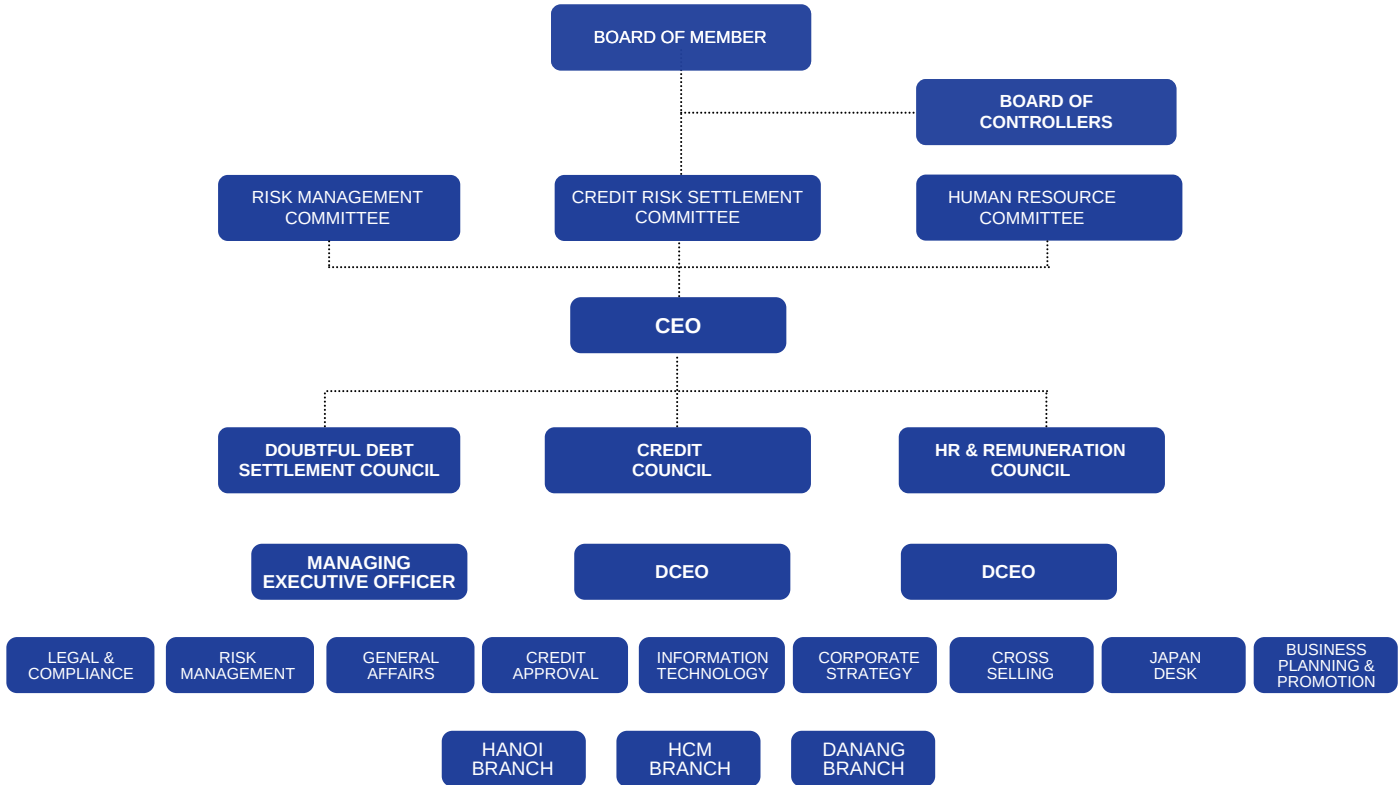 BOARD OF MEMBER
BOARD OF
CONTROLLERS
RISK MANAGEMENT
COMMITTEE
CREDIT RISK SETTLEMENT
COMMITTEE
HUMAN RESOURCE
COMMITTEE
CEO
DOUBTFUL DEBT
SETTLEMENT COUNCIL
CREDIT
COUNCIL
HR & REMUNERATION
COUNCIL
MANAGING
EXECUTIVE OFFICER
DCEO
DCEO
LEGAL &
COMPLIANCE
RISK
MANAGEMENT
GENERAL
AFFAIRS
CREDIT
APPROVAL
INFORMATION
TECHNOLOGY
CORPORATE
STRATEGY
CROSS
SELLING
JAPAN
DESK
BUSINESS
PLANNING &
PROMOTION
HANOI
BRANCH
HCM
BRANCH
DANANG
BRANCH